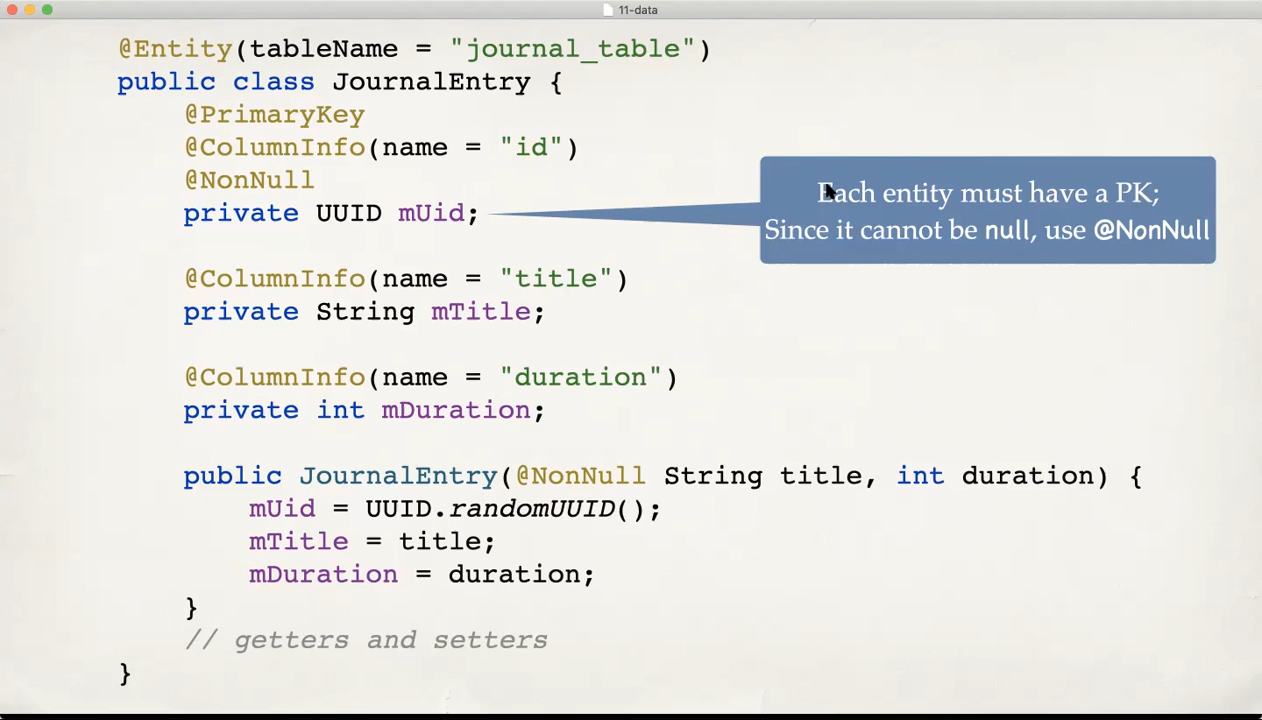 11-data
@Entity(tableName = "journal_table")
public class JournalEntry {
@PrimaryKey
@ColumnInfo(name = "id")
@NonNull
private UUID mUid;
Each entity must have a PK;
Since it cannot be null, use @NonNull
@ColumnInfo(name = "title")
private String mTitle;
@ColumnInfo(name = "duration")
private int mDuration;
public JournalEntry(@NonNull String title, int duration) {
mUid = UUID.randomUUID();
mTitle = title;
mDuration = duration;
}
// getters and setters
}